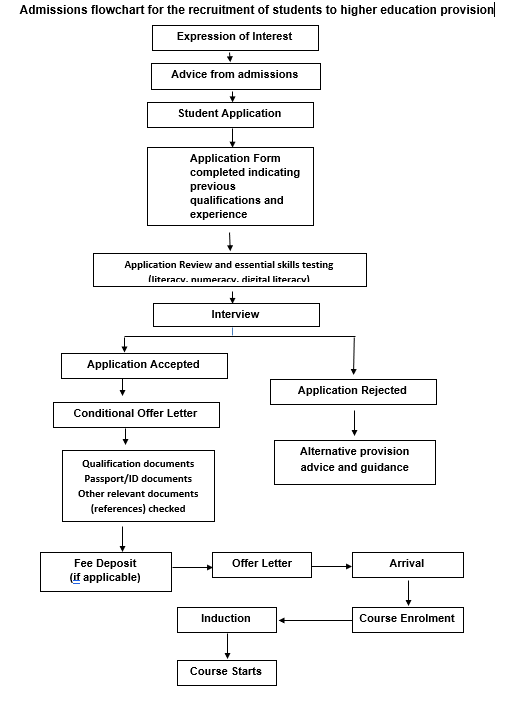 Admissions flowchart for the recruitment of students to higher education provision
Expression of Interest
Advice from admissions
Student Application
Application Form
completed indicating
previous
qualifications and
experience
Application Review and essential skills testing
(literacy, numeracy, digital literacy)
Interview
Application Accepted
Application Rejected
Conditional Offer Letter
Alternative provision
advice and guidance
Qualification documents
Passport/ID documents
Other relevant documents
(references) checked
Fee Deposit
(if applicable)
Offer Letter
Arrival
Induction
Course Enrolment
Course Starts